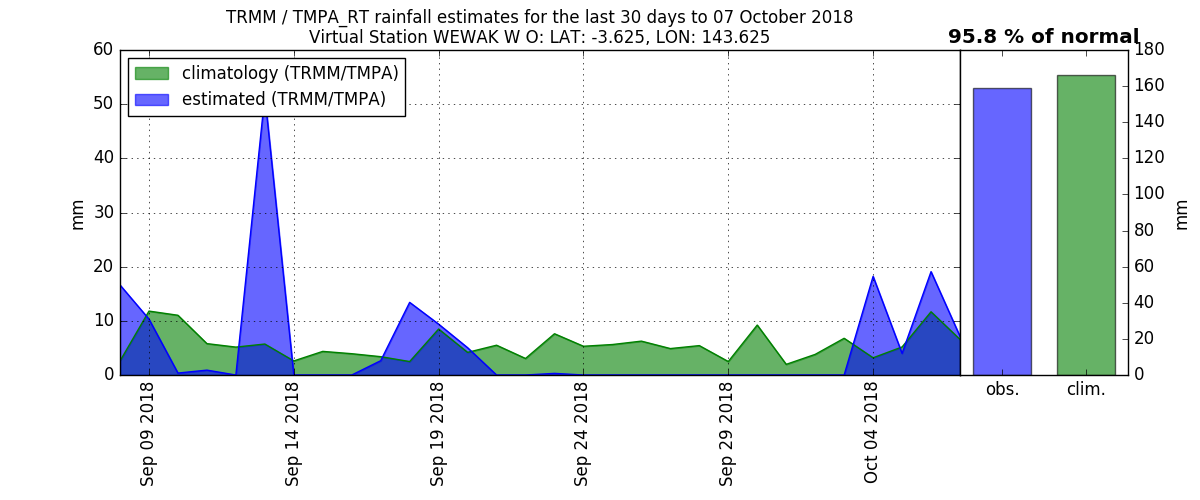 TRMM / TMPA_RT rainfall estimates for the last 30 days to 07 October 2018
Virtual Station WEWAK W O: LAT: -3.625, LON: 143.625
95.8 % of normal
climatology (TRMM/TMPA)
estimated (TRMM/TMPA)
60
50
40
30
20
10
0
mm
Sep 09 2018
Sep 14 2018
Sep 19 2018
Sep 24 2018
Sep 29 2018
Oct 04 2018
obs.
clim.
180
160
140
120
100
80
60
40
20
0
mm